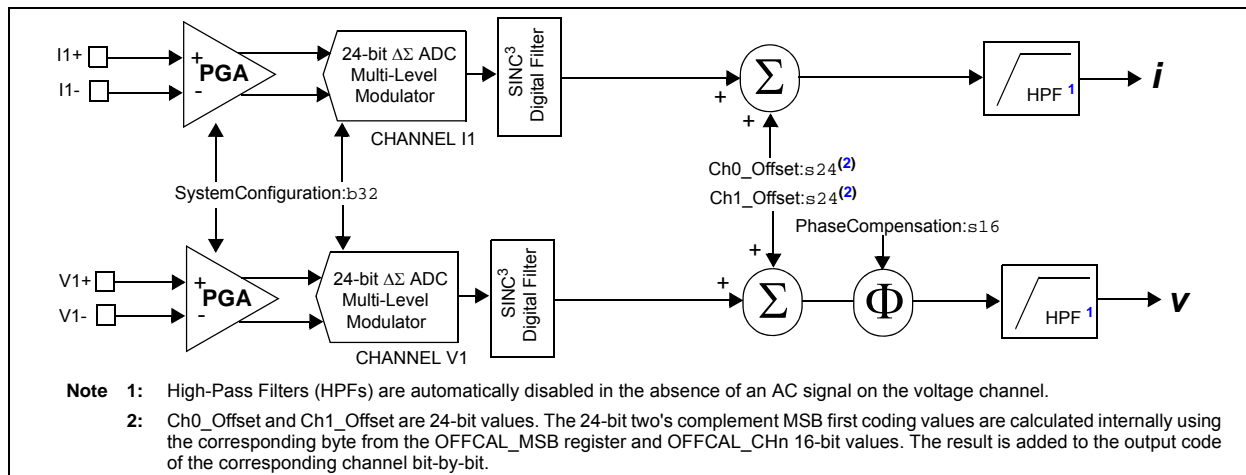 I1+
I1-
+
-
PGA
24-bit ΔΣ ADC
Multi-Level
Modulator
CHANNEL I1
SINC3
Digital Filter
+
+
Σ
HPF 1
i
SystemConfiguration:b32
Ch0_Offset:s24(2)
Ch1_Offset:s24(2)
PhaseCompensation:s16
V1+
V1-
+
-
PGA
24-bit ΔΣ ADC
Multi-Level
Modulator
CHANNEL V1
SINC3
Digital Filter
+
+
Σ
Φ
HPF 1
v
Note 1: High-Pass Filters (HPFs) are automatically disabled in the absence of an AC signal on the voltage channel.
2: Ch0_Offset and Ch1_Offset are 24-bit values. The 24-bit two's complement MSB first coding values are calculated internally using
the corresponding byte from the OFFCAL_MSB register and OFFCAL_CHn 16-bit values. The result is added to the output code
of the corresponding channel bit-by-bit.